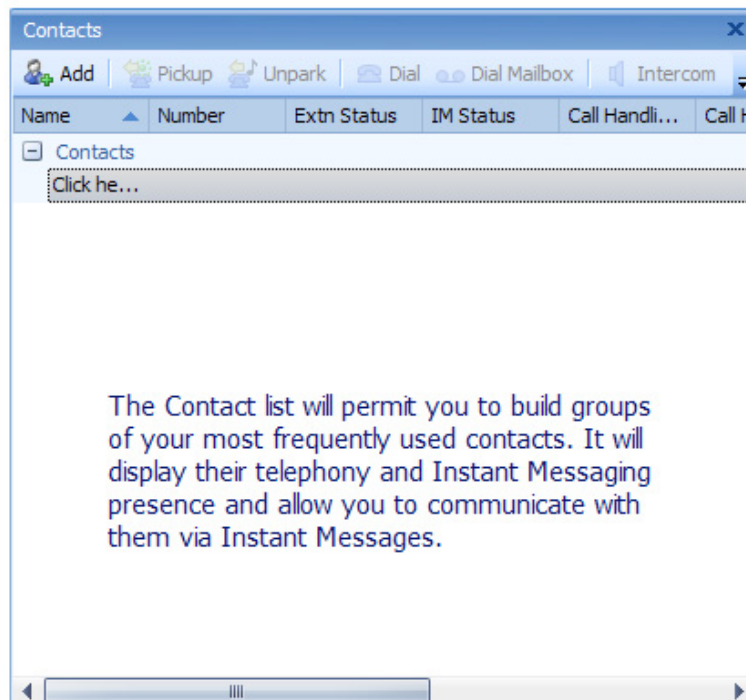 Contacts
Add Pickup Unpark Dial Dial Mailbox Intercom
Name Number Extn Status IM Status Call Handli... Call H
Contacts
Click he...
The Contact list will permit you to build groups
of your most frequently used contacts. It will
display their telephony and Instant Messaging
presence and allow you to communicate with
them via Instant Messages.